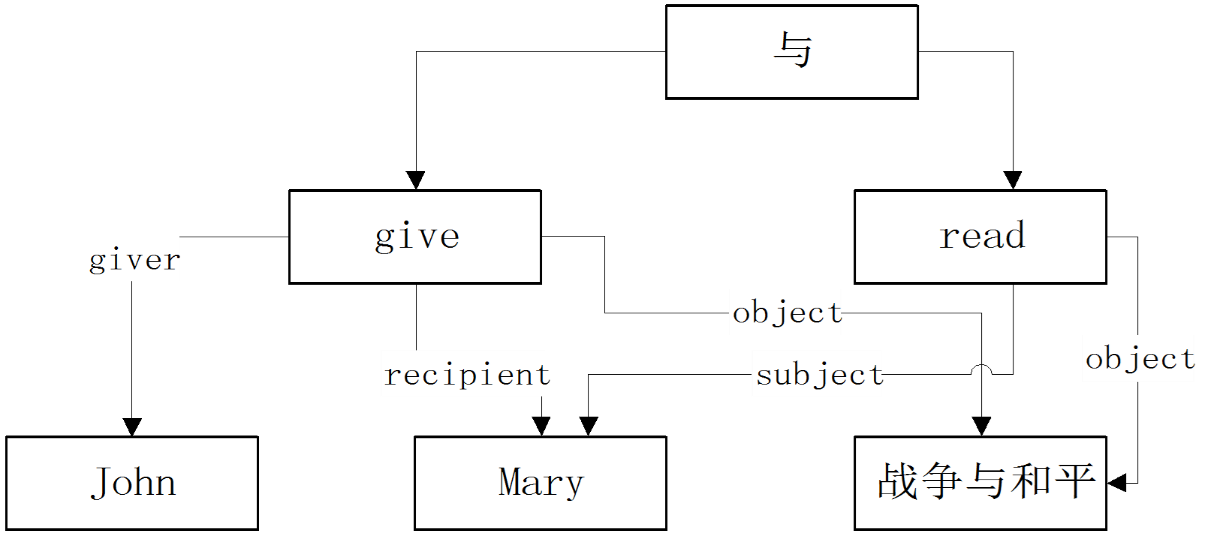 与
give
read
giver
object
recipient
subject
object
John
Mary
战争与和平